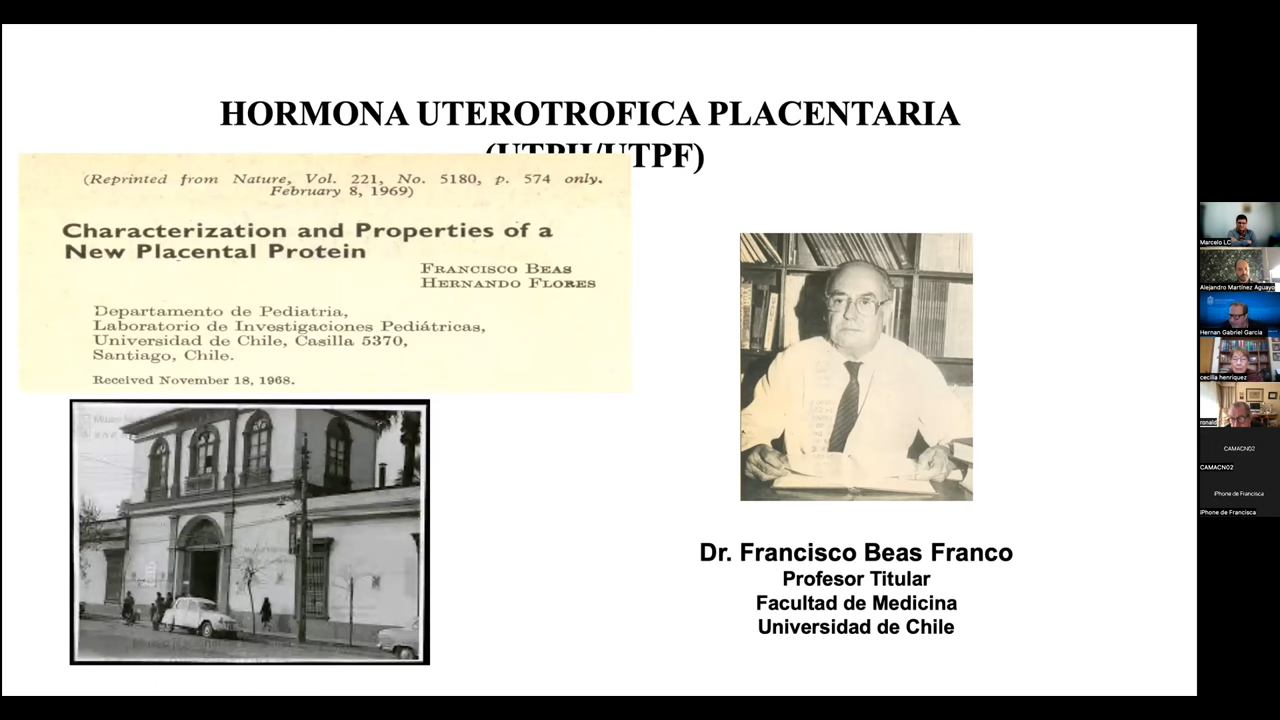 HORMONA UTEROTROFICA PLACENTARIA
(UTPH/UTPF)
(Reprinted from Nature, Vol. 221, No. 5180, p. 574 only.
February 8, 1969)
Characterization and Properties of a
New Placental Protein
FRANCISCO BEAS
HERNANDO FLORES
Departamento de Pediatria,
Laboratorio de Investigaciones Pediátricas,
Universidad de Chile, Casilla 5370,
Santiago, Chile.
Received November 18, 1968.
Dr. Francisco Beas Franco
Profesor Titular
Facultad de Medicina
Universidad de Chile
Marcelo LC
Alejandro Martínez Aguayo
Hernan Gabriel Garcia
cecilia henriquez
ronald
CAMACN02
CAMACN02
iPhone de Francisca
iPhone de Francisca